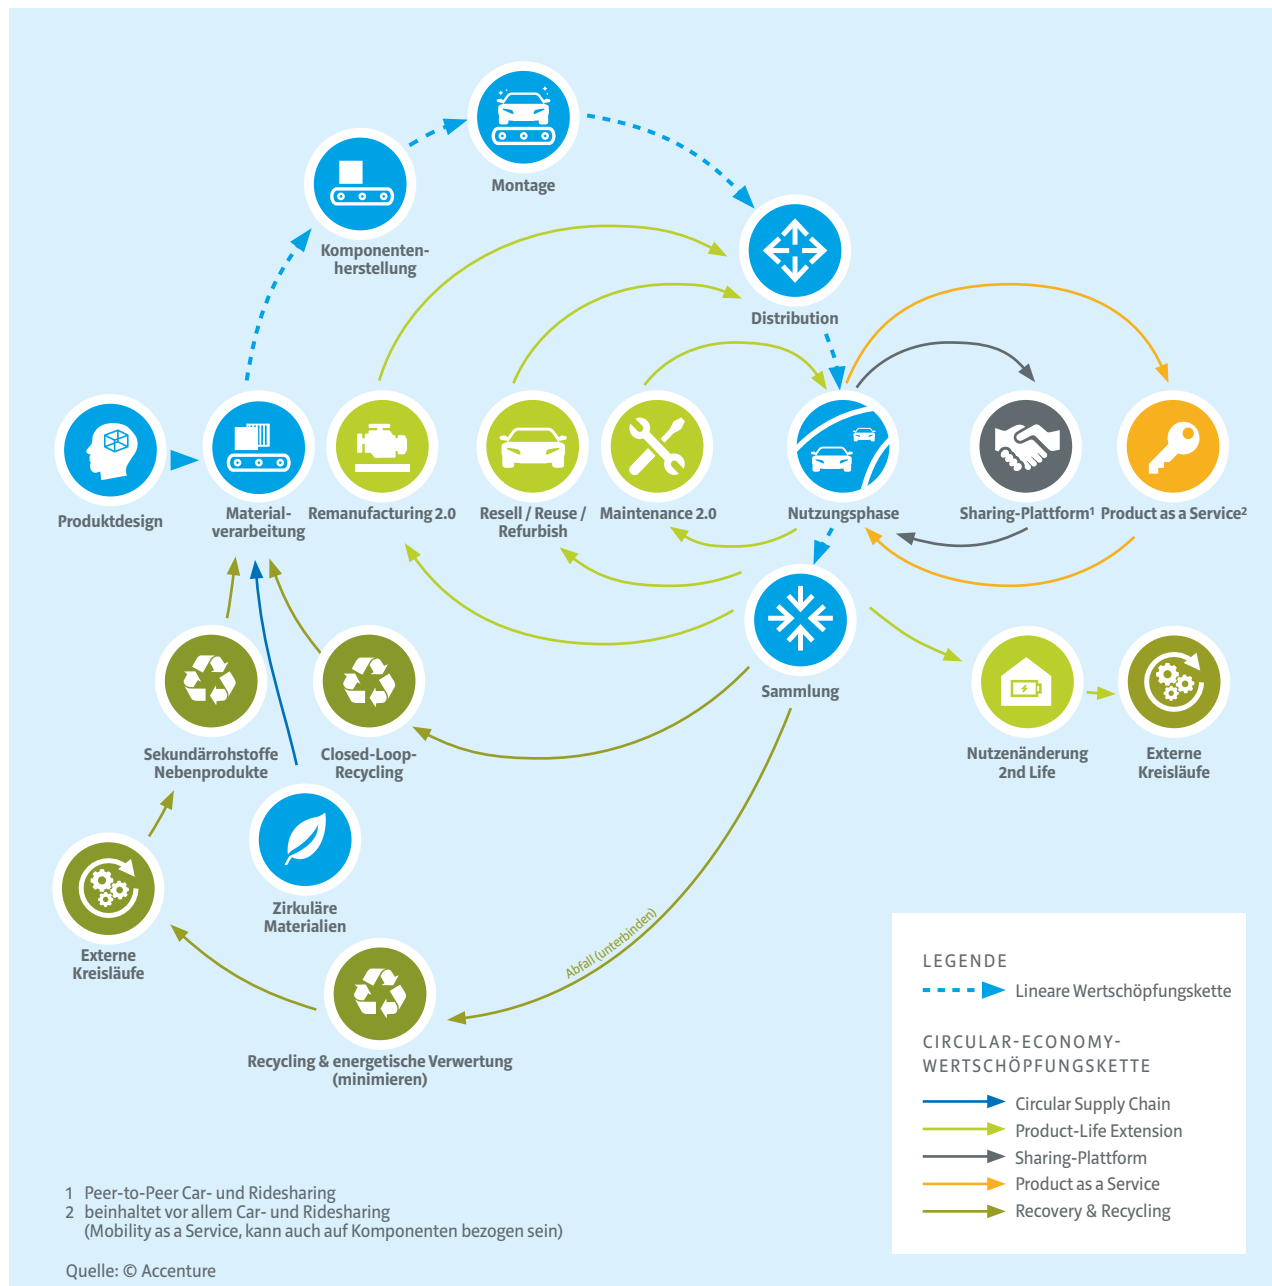 Montage
Komponenten-
herstellung
Distribution
Produktdesign
Material-
verarbeitung
Remanufacturing 2.0
Resell / Reuse /
Refurbish
Maintenance 2.0
Nutzungsphase
Sharing-Plattform¹
Product as a Service²
Sammlung
Sekundärrohstoffe
Nebenprodukte
Closed-Loop-
Recycling
Nutzenänderung
2nd Life
Externe
Kreisläufe
Zirkuläre
Materialien
Externe
Kreisläufe
Abfall (unterbinden)
Recycling & energetische Verwertung
(minimieren)
LEGENDE
Lineare Wertschöpfungskette
CIRCULAR-ECONOMY-
WERTSCHÖPFUNGSKETTE
Circular Supply Chain
Product-Life Extension
Sharing-Plattform
Product as a Service
Recovery & Recycling
1 Peer-to-Peer Car- und Ridesharing
2 beinhaltet vor allem Car- und Ridesharing
(Mobility as a Service, kann auch auf Komponenten bezogen sein)
Quelle: © Accenture